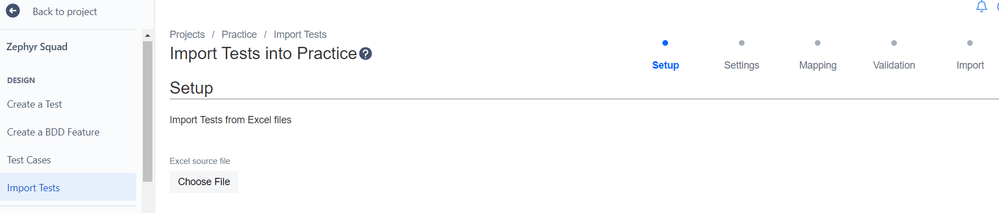 Back to project
Zephyr Squad
DESIGN
Create a Test
Create a BDD Feature
Test Cases
Import Tests
Projects / Practice / Import Tests
Import Tests into Practice ?
Setup Settings Mapping Validation Import
Setup
Import Tests from Excel files
Excel source file
Choose File